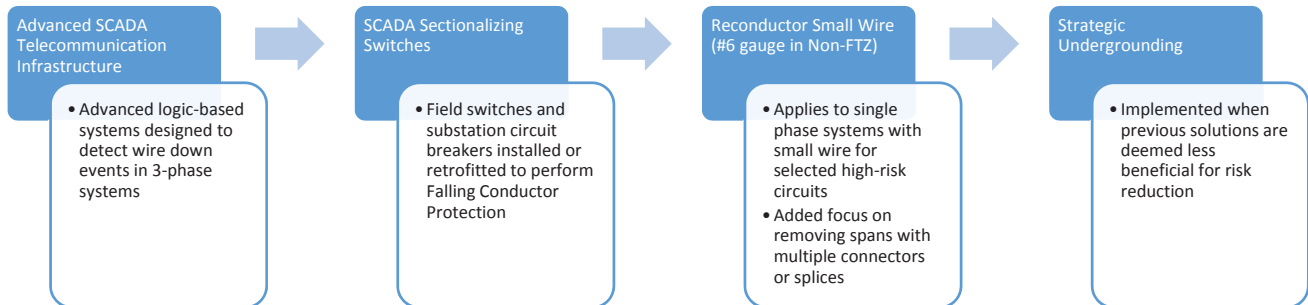 Advanced SCADA
Telecommunication
Infrastructure
• Advanced logic-based
systems designed to
detect wire down
events in 3-phase
systems
SCADA Sectionalizing
Switches
• Field switches and
substation circuit
breakers installed or
retrofitted to perform
Falling Conductor
Protection
Reconductor Small Wire
(#6 gauge in Non-FTZ)
• Applies to single
phase systems with
small wire for
selected high-risk
circuits
• Added focus on
removing spans with
multiple connectors
or splices
Strategic
Undergrounding
• Implemented when
previous solutions are
deemed less
beneficial for risk
reduction